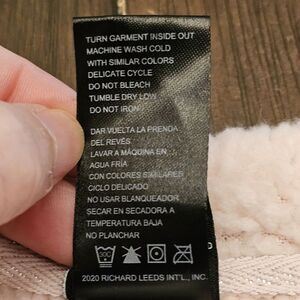 TURN GARMENT INSIDE OUT
MACHINE WASH COLD
WITH SIMILAR COLORS
DELICATE CYCLE
DO NOT BLEACH
TUMBLE DRY LOW
DO NOT IRON
DAR VUELTA LA PRENDA
DEL REVÉS
LAVAR A MÁQUINA EN
AGUA FRÍA
CON COLORES SIMILARES
CICLO DELICADO
NO USAR BLANQUEADOR
SECAR EN SECADORA A
TEMPERATURA BAJA
NO PLANCHAR
30C
2020 RICHARD LEEDS INT'L., INC.